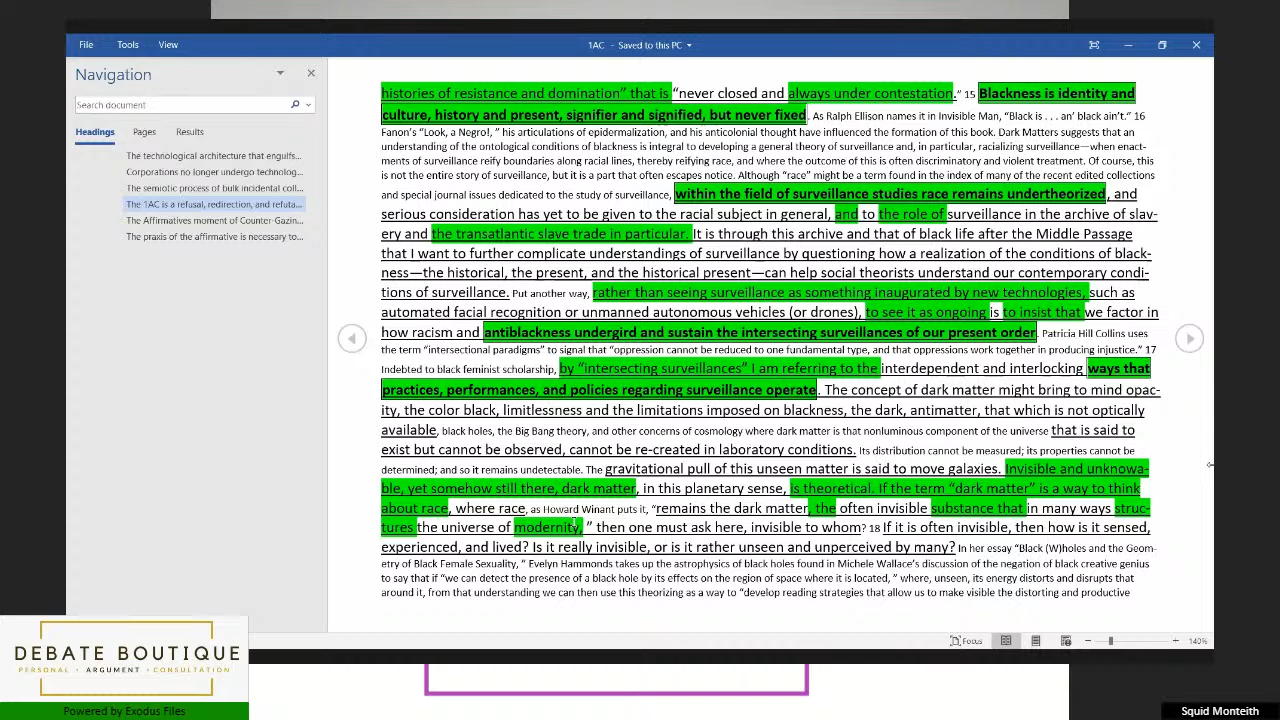 File Tools View
1AC - Saved to this PC
Navigation
Search document
Headings Pages Results
The technological architecture that engulfs...
Corporations no longer undergo technolog...
The semiotic process of bulk incidental coll...
The 1AC is a refusal, redirection, and refuta...
The Affirmatives moment of Counter-Gazin...
The praxis of the affirmative is necessary to...
histories of resistance and domination” that is “never closed and always under contestation.” 15 Blackness is identity and
culture, history and present, signifier and signified, but never fixed. As Ralph Ellison names it in Invisible Man, “Black is . . . an’ black ain’t.” 16
Fanon’s “Look, a Negro!, ” his articulations of epidermalization, and his anticolonial thought have influenced the formation of this book. Dark Matters suggests that an
understanding of the ontological conditions of blackness is integral to developing a general theory of surveillance and, in particular, racializing surveillance—when enact-
ments of surveillance reify boundaries along racial lines, thereby reifying race, and where the outcome of this is often discriminatory and violent treatment. Of course, this
is not the entire story of surveillance, but it is a part that often escapes notice. Although “race” might be a term found in the index of many of the recent edited collections
and special journal issues dedicated to the study of surveillance, within the field of surveillance studies race remains undertheorized, and
serious consideration has yet to be given to the racial subject in general, and to the role of surveillance in the archive of slav-
ery and the transatlantic slave trade in particular. It is through this archive and that of black life after the Middle Passage
that I want to further complicate understandings of surveillance by questioning how a realization of the conditions of black-
ness—the historical, the present, and the historical present—can help social theorists understand our contemporary condi-
tions of surveillance. Put another way, rather than seeing surveillance as something inaugurated by new technologies, such as
automated facial recognition or unmanned autonomous vehicles (or drones), to see it as ongoing is to insist that we factor in
how racism and antiblackness undergird and sustain the intersecting surveillances of our present order. Patricia Hill Collins uses
the term “intersectional paradigms” to signal that “oppression cannot be reduced to one fundamental type, and that oppressions work together in producing injustice.” 17
Indebted to black feminist scholarship, by “intersecting surveillances” I am referring to the interdependent and interlocking ways that
practices, performances, and policies regarding surveillance operate. The concept of dark matter might bring to mind opac-
ity, the color black, limitlessness and the limitations imposed on blackness, the dark, antimatter, that which is not optically
available, black holes, the Big Bang theory, and other concerns of cosmology where dark matter is that nonluminous component of the universe that is said to
exist but cannot be observed, cannot be re-created in laboratory conditions. Its distribution cannot be measured; its properties cannot be
determined; and so it remains undetectable. The gravitational pull of this unseen matter is said to move galaxies. Invisible and unknowa-
ble, yet somehow still there, dark matter, in this planetary sense, is theoretical. If the term “dark matter” is a way to think
about race, where race, as Howard Winant puts it, “remains the dark matter, the often invisible substance that in many ways struc-
tures the universe of modernity, ” then one must ask here, invisible to whom? 18 If it is often invisible, then how is it sensed,
experienced, and lived? Is it really invisible, or is it rather unseen and unperceived by many? In her essay “Black (W)holes and the Geom-
etry of Black Female Sexuality, ” Evelyn Hammonds takes up the astrophysics of black holes found in Michele Wallace’s discussion of the negation of black creative genius
to say that if “we can detect the presence of a black hole by its effects on the region of space where it is located, ” where, unseen, its energy distorts and disrupts that
around it, from that understanding we can then use this theorizing as a way to “develop reading strategies that allow us to make visible the distorting and productive
Focus
140%
DEBATE BOUTIQUE
PERSONAL • ARGUMENT • CONSULTATION
Powered by Exodus Files
Squid Monteith